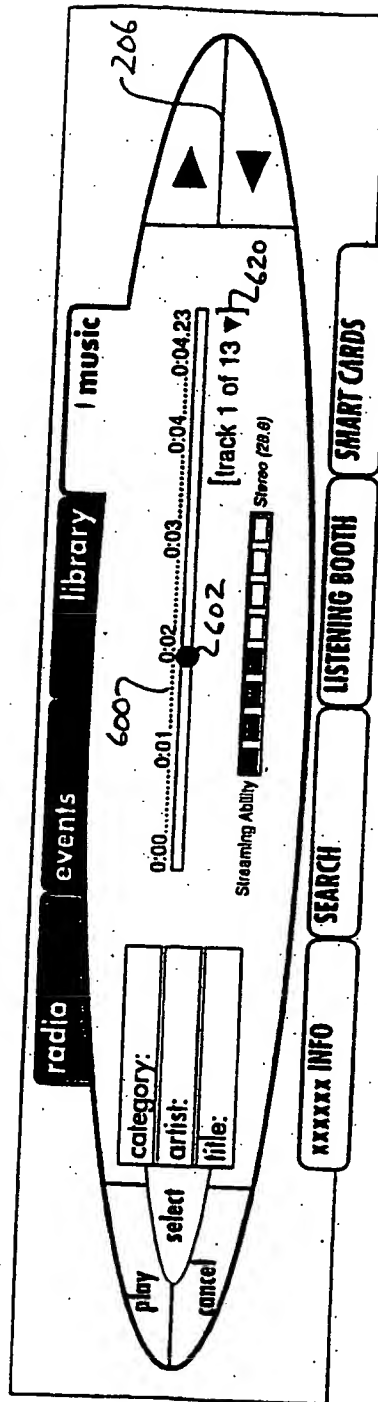 radio events library | music
play
select
cancel
category:
artist:
title:
0:00..........0:01..........0:02..........0:03..........0:04......0:04.23
600
602
[track 1 of 13 ▼]
620
Streaming Ability
Stereo (28.8)
206
xxxxxx INFO SEARCH LISTENING BOOTH SMART CARDS